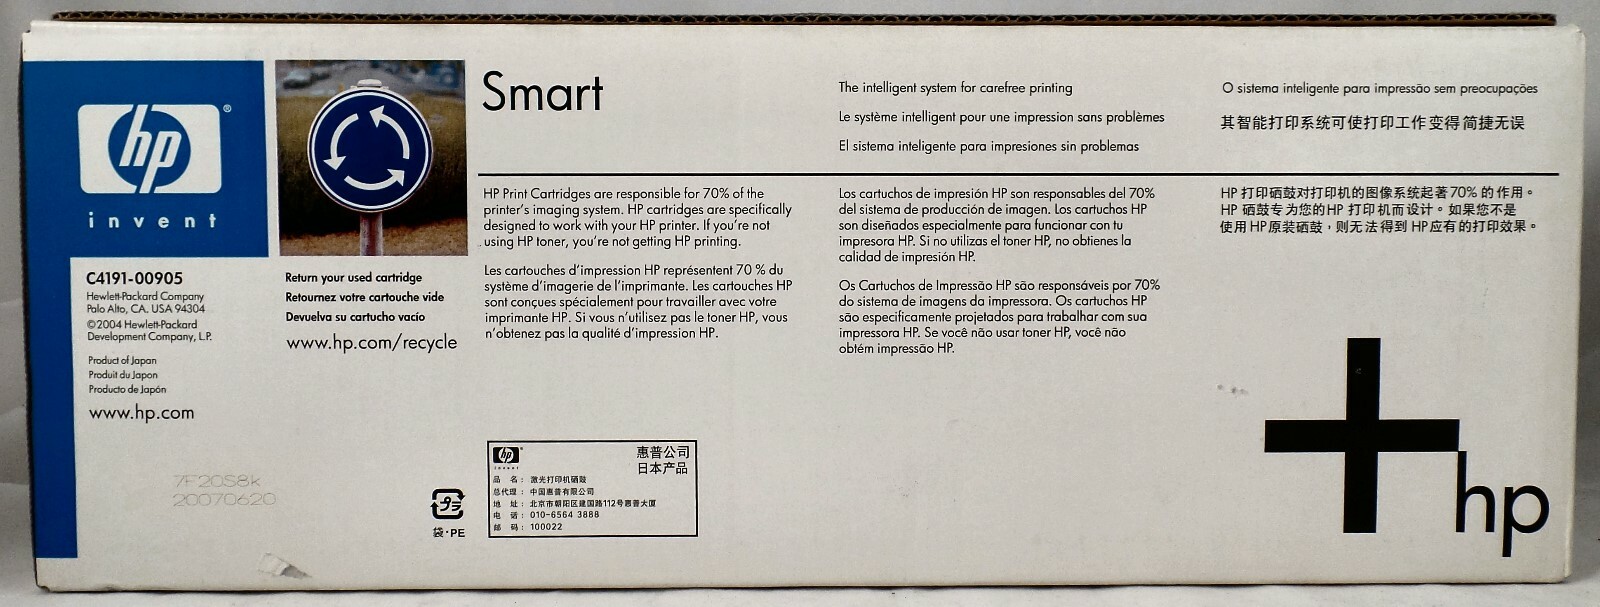 hp®
invent
C4191-00905
Hewlett-Packard Company
Palo Alto, CA. USA 94304
©2004 Hewlett-Packard
Development Company, L.P.
Product of Japan
Produit du Japon
Producto de Japón
www.hp.com
7F20S8k
20070620
Return your used cartridge
Retournez votre cartouche vide
Devuelva su cartucho vacío
www.hp.com/recycle
Smart
The intelligent system for carefree printing
Le système intelligent pour une impression sans problèmes
El sistema inteligente para impresiones sin problemas
O sistema inteligente para impressão sem preocupações
其智能打印系统可使打印工作变得简捷无误
HP Print Cartridges are responsible for 70% of the
printer's imaging system. HP cartridges are specifically
designed to work with your HP printer. If you're not
using HP toner, you're not getting HP printing.
Les cartouches d'impression HP représentent 70 % du
système d'imagerie de l'imprimante. Les cartouches HP
sont conçues spécialement pour travailler avec votre
imprimante HP. Si vous n'utilisez pas le toner HP, vous
n'obtenez pas la qualité d'impression HP.
Los cartuchos de impresión HP son responsables del 70%
del sistema de producción de imagen. Los cartuchos HP
son diseñados especialmente para funcionar con tu
impresora HP. Si no utilizas el toner HP, no obtienes la
calidad de impresión HP.
Os Cartuchos de Impressão HP são responsáveis por 70%
do sistema de imagens da impressora. Os cartuchos HP
são especificamente projetados para trabalhar com sua
impressora HP. Se você não usar toner HP, você não
obtém impressão HP.
HP 打印硒鼓对打印机的图像系统起著70% 的作用。
HP 硒鼓专为您的HP 打印机而设计。如果您不是
使用 HP原装硒鼓，则无法得到 HP应有的打印效果。
プラ
袋・PE
hp®
invent
惠普公司
日本产品
品 名: 激光打印机硒鼓
总代理: 中国惠普有限公司
地 址: 北京市朝阳区建国路112号惠普大厦
电 话: 010-6564 3888
邮 码: 100022
+hp